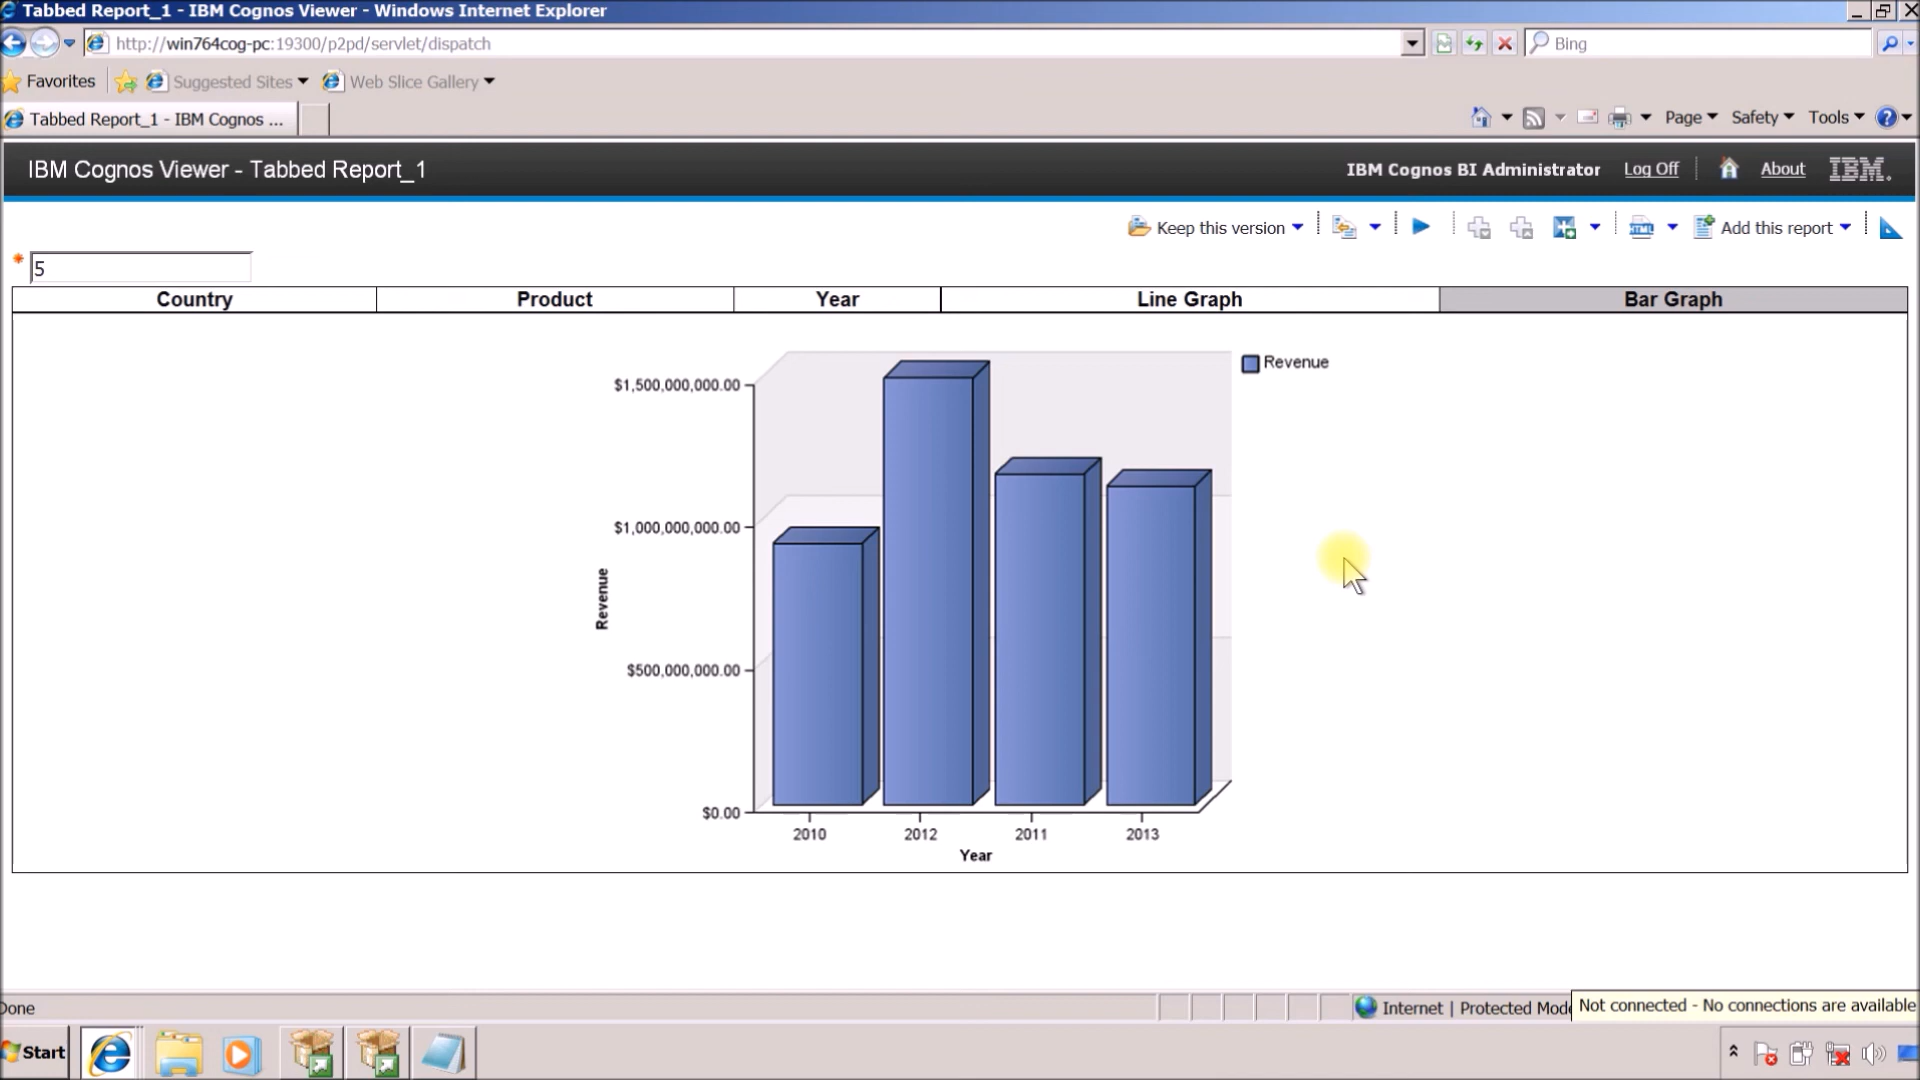 Tabbed Report_1 - IBM Cognos Viewer - Windows Internet Explorer
http://win764cog-pc:19300/p2pd/servlet/dispatch
Bing
Favorites
Suggested Sites
Web Slice Gallery
Tabbed Report_1 - IBM Cognos ...
Page
Safety
Tools
IBM Cognos Viewer - Tabbed Report_1
IBM Cognos BI Administrator
Log Off
About
IBM.
Keep this version
HTML
Add this report
* 5
Country
Product
Year
Line Graph
Bar Graph
Revenue
$1,500,000,000.00
$1,000,000,000.00
$500,000,000.00
$0.00
Revenue
2010 2012 2011 2013
Year
Done
Internet | Protected Mode
Not connected - No connections are available
Start